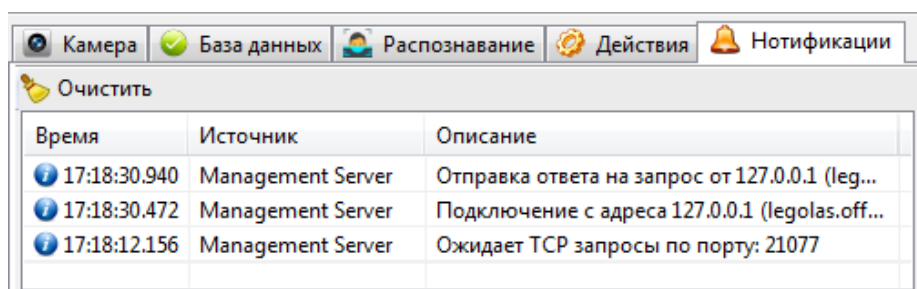 Камера База данных Распознавание Действия Нотификации
Очистить
Время Источник Описание
17:18:30.940 Management Server Отправка ответа на запрос от 127.0.0.1 (leg...
17:18:30.472 Management Server Подключение с адреса 127.0.0.1 (legolas.off...
17:18:12.156 Management Server Ожидает TCP запросы по порту: 21077